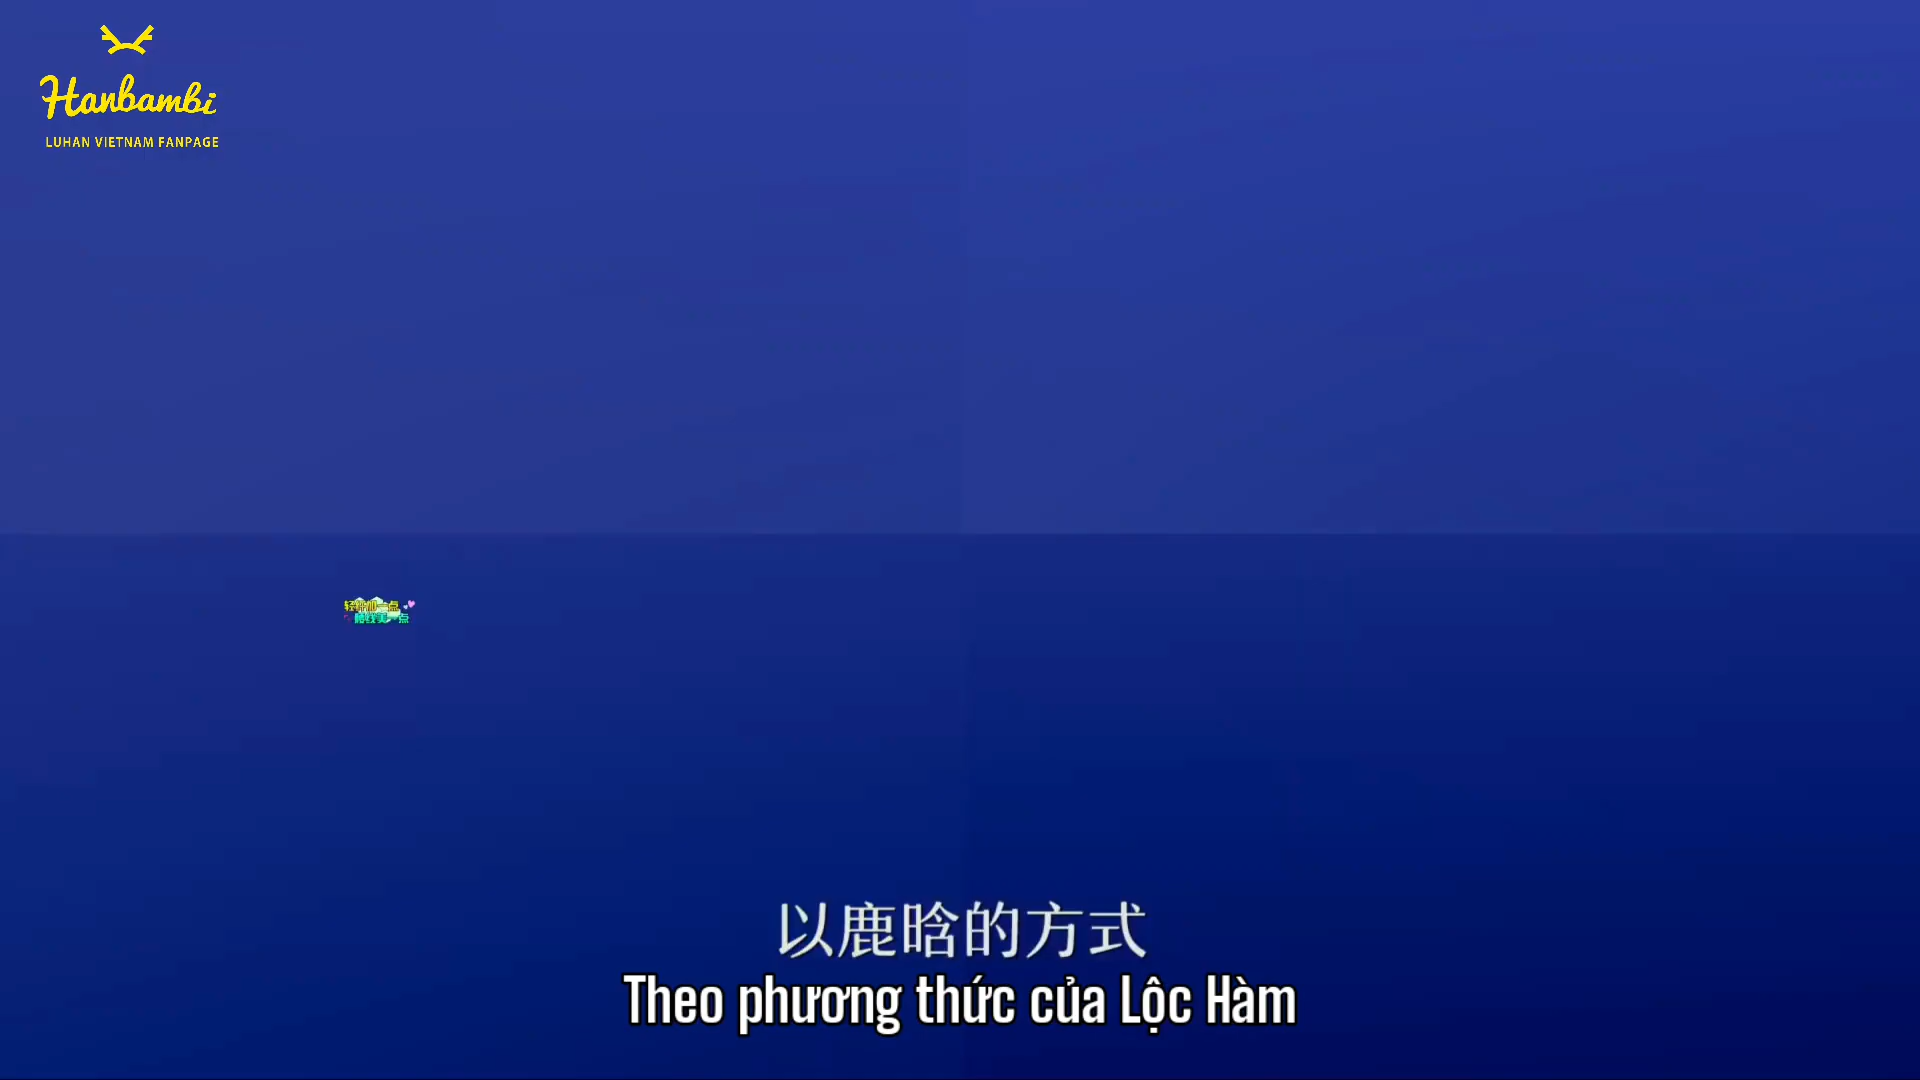 Hanbambi
LUHAN VIETNAM FANPAGE
以鹿晗的方式
Theo phương thức của Lộc Hàm